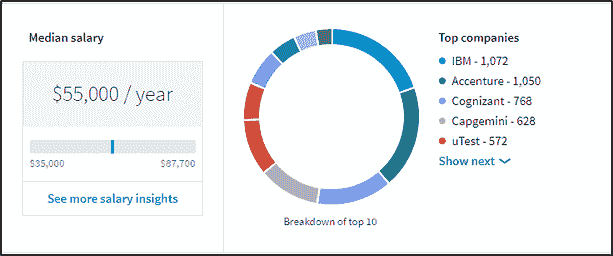 Median salary
$55,000 / year
$35,000 $87,700
See more salary insights
Breakdown of top 10
Top companies
IBM - 1,072
Accenture - 1,050
Cognizant - 768
Capgemini - 628
uTest - 572
Show next